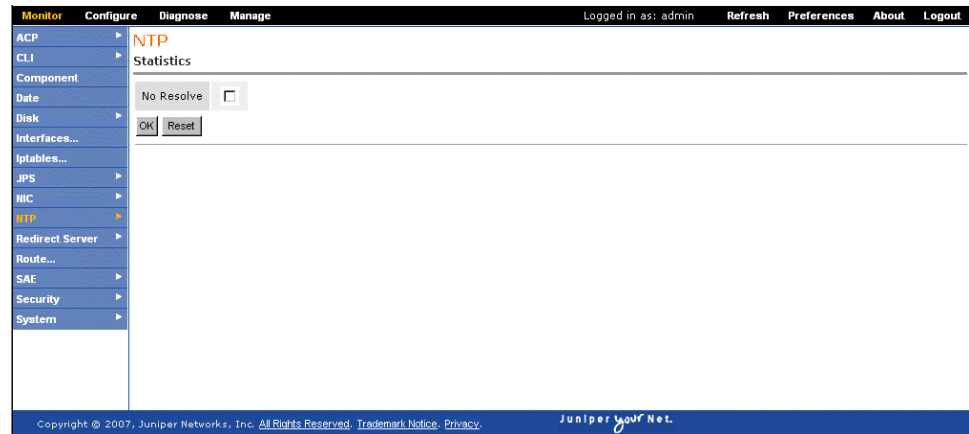 Monitor Configure Diagnose Manage Logged in as: admin Refresh Preferences About Logout
ACP
CLI
Component
Date
Disk
Interfaces...
Iptables...
JPS
NIC
NTP
Redirect Server
Route...
SAE
Security
System
NTP
Statistics
No Resolve
OK Reset
Copyright © 2007, Juniper Networks, Inc. All Rights Reserved. Trademark Notice. Privacy.
Juniper your Net.